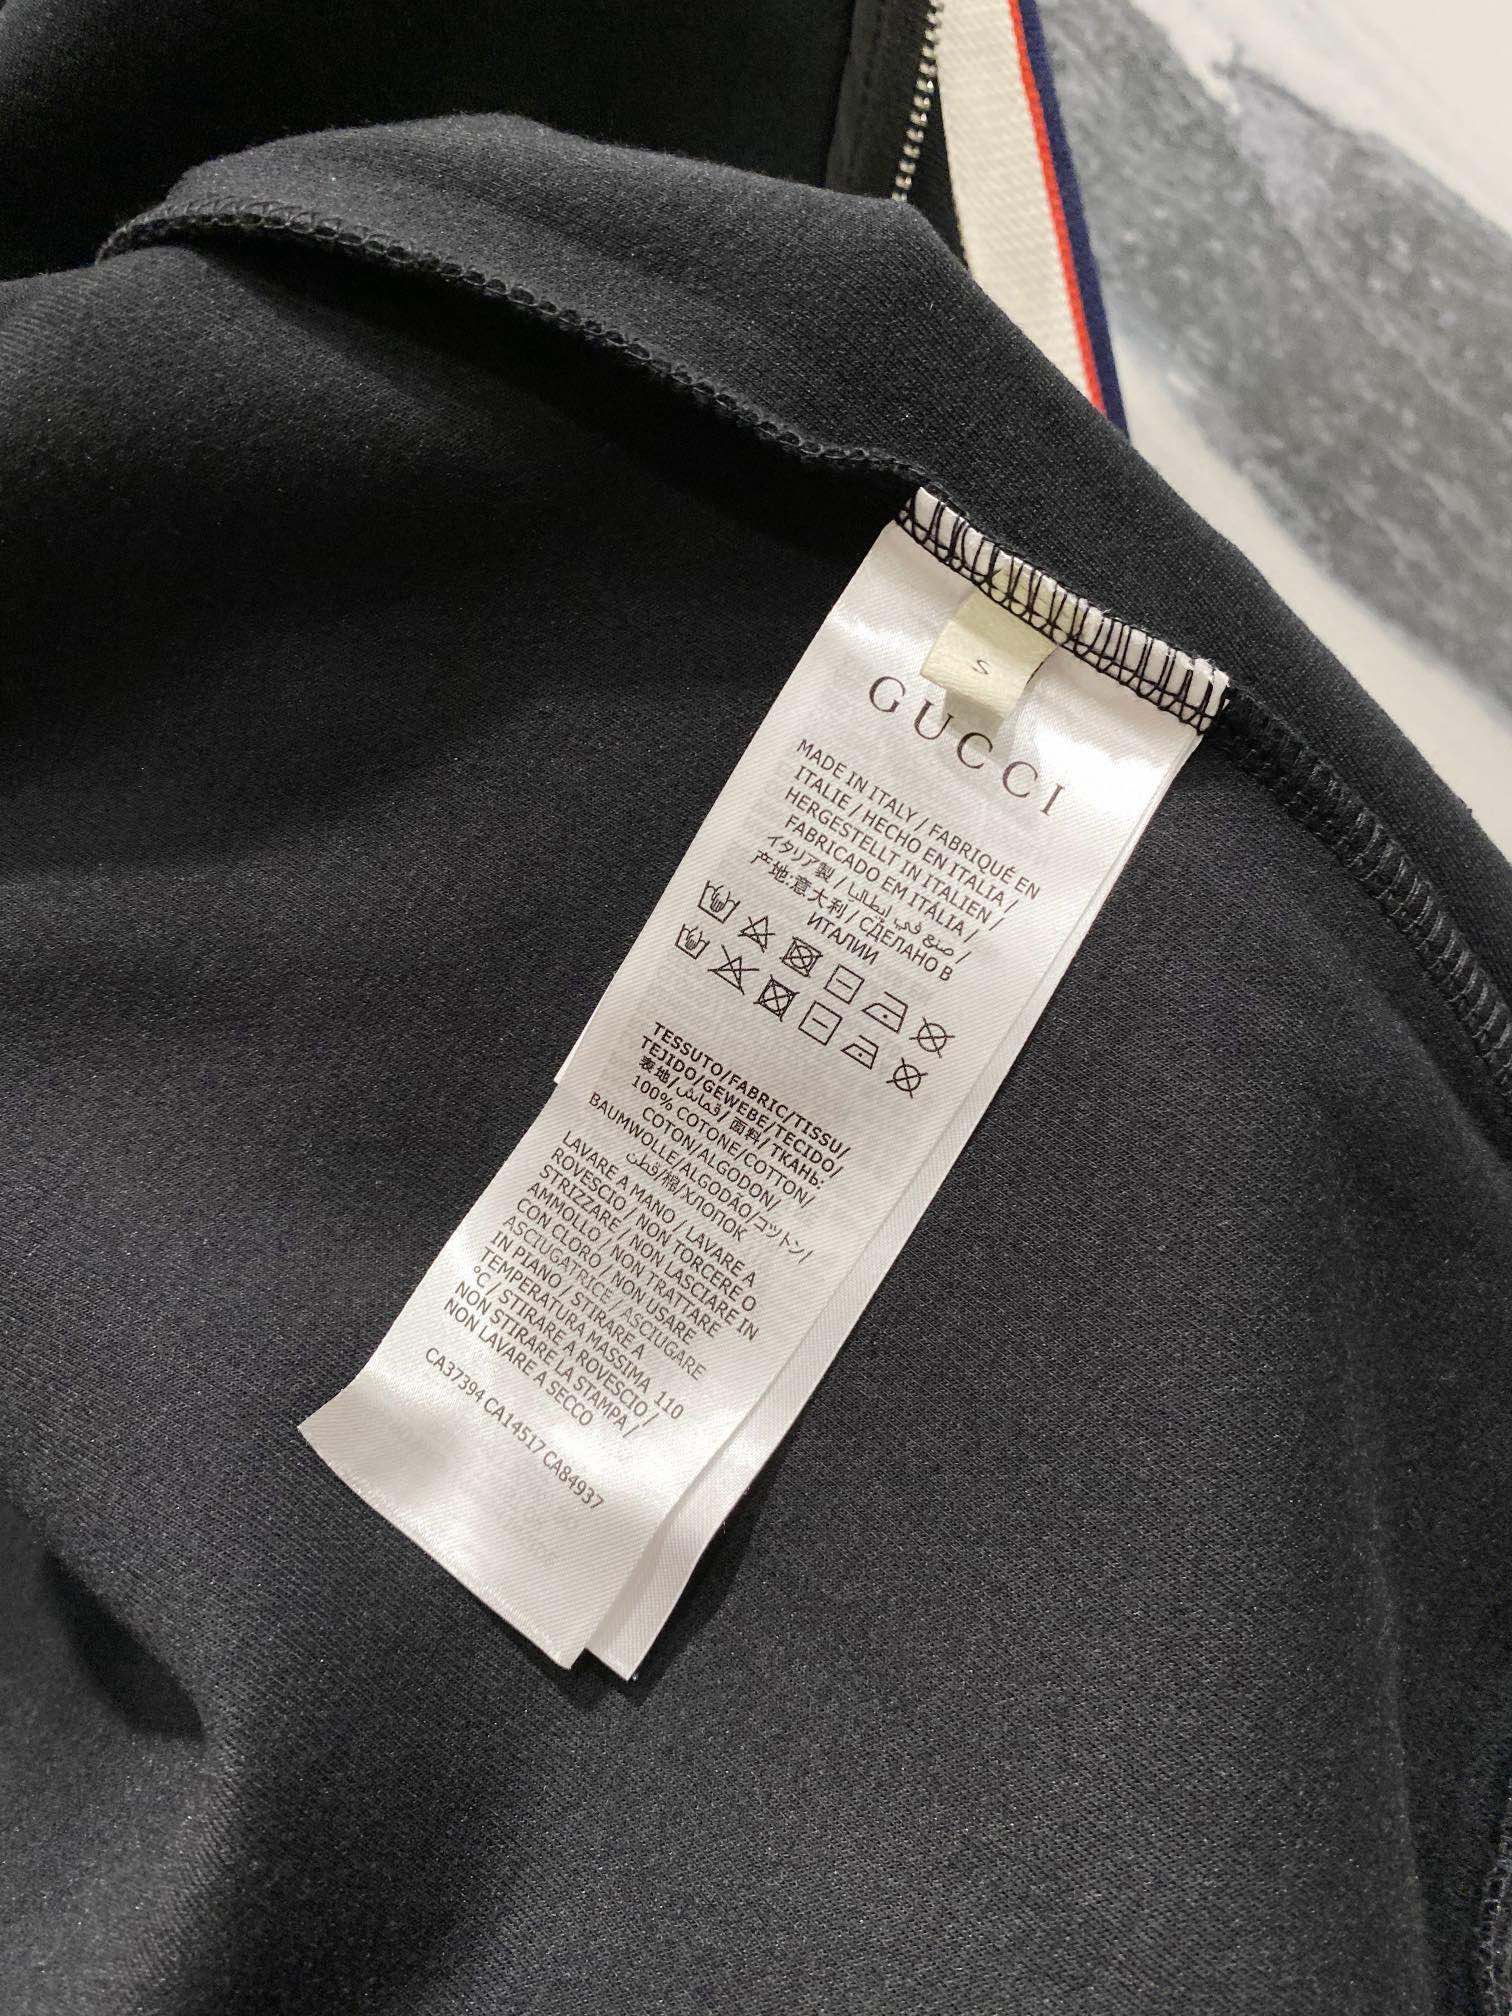 S
GUCCI
MADE IN ITALY / FABRIQUÉ EN
ITALIE / HECHO EN ITALIA /
HERGESTELLT IN ITALIEN /
FABRICADO EM ITÁLIA /
イタリア製 / صنع في إيطاليا /
产地:意大利 / СДЕЛАНО В
ИТАЛИИ
TESSUTO/FABRIC/TISSU/
TEJIDO/GEWEBE/TECIDO/
表地/قماش/面料/ТКАНЬ:
100% COTONE/COTTON/
COTON/ALGODON/
BAUMWOLLE/ALGODÃO/コットン/
قطن/棉/ХЛОПОК
LAVARE A MANO / LAVARE A
ROVESCIO / NON TORCERE O
STRIZZARE / NON LASCIARE IN
AMMOLLO / NON TRATTARE
CON CLORO / NON USARE
ASCIUGATRICE / ASCIUGARE
IN PIANO / STIRARE A
TEMPERATURA MASSIMA 110
°C / STIRARE A ROVESCIO /
NON STIRARE LA STAMPA /
NON LAVARE A SECCO
CA37394 CA14517 CA84937